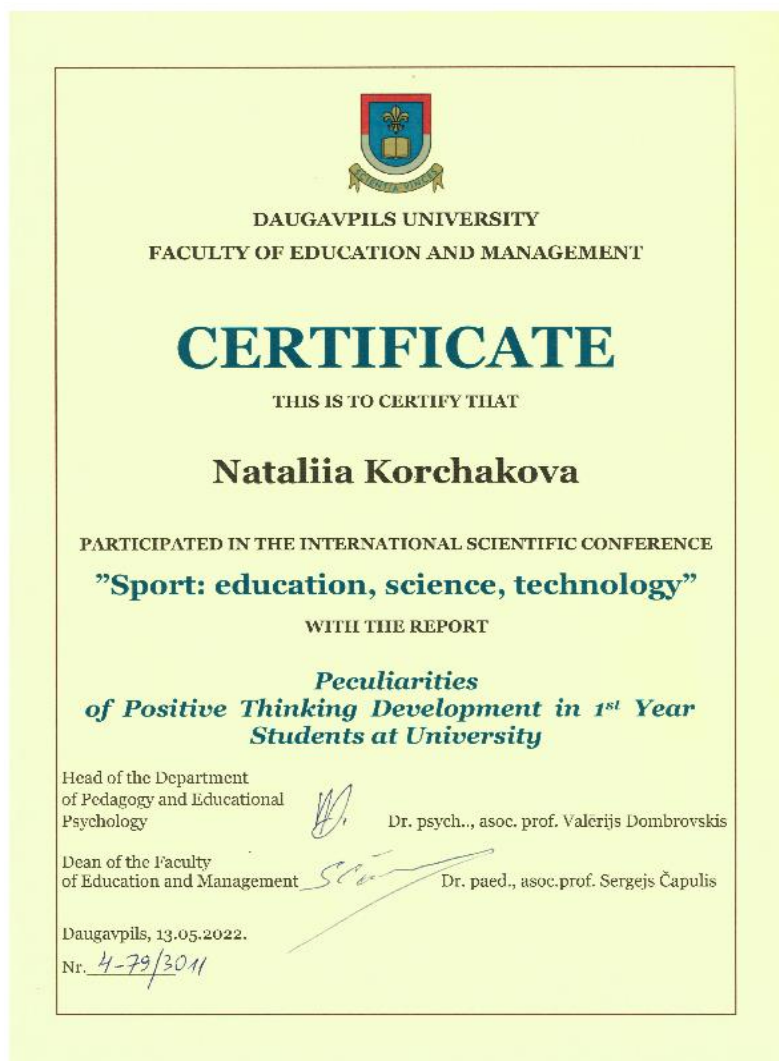 SCIENTIA VINCES
DAUGAVPILS UNIVERSITY
FACULTY OF EDUCATION AND MANAGEMENT
CERTIFICATE
THIS IS TO CERTIFY THAT
Nataliia Korchakova
PARTICIPATED IN THE INTERNATIONAL SCIENTIFIC CONFERENCE
”Sport: education, science, technology”
WITH THE REPORT
Peculiarities
of Positive Thinking Development in 1st Year
Students at University
Head of the Department
of Pedagogy and Educational
Psychology
Dr. psych.., asoc. prof. Valērijs Dombrovskis
Dean of the Faculty
of Education and Management
Dr. paed., asoc.prof. Sergejs Čapulis
Daugavpils, 13.05.2022.
Nr. 4-79/3011